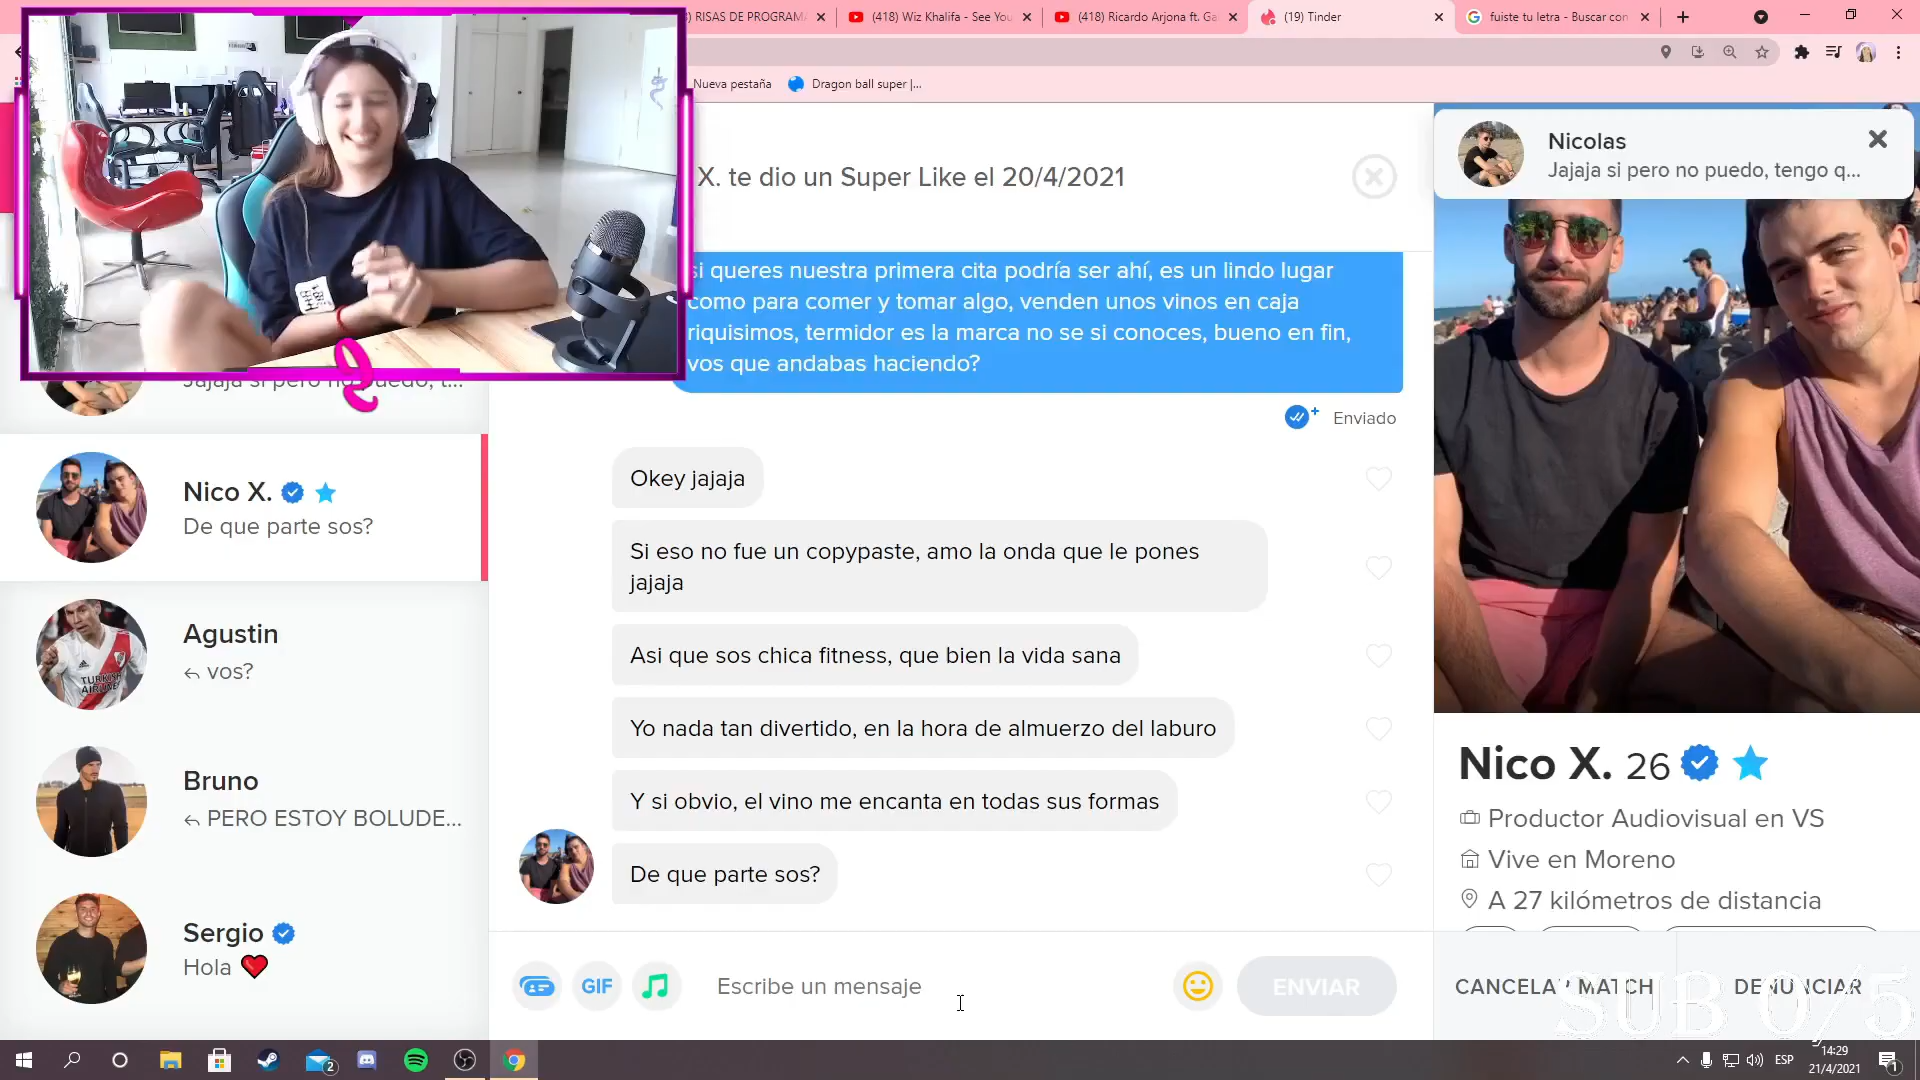 RISAS DE PROGRAMA
(418) Wiz Khalifa - See You
(418) Ricardo Arjona ft. Ga
(19) Tinder
fuiste tu letra - Buscar con
Nueva pestaña
Dragon ball super |...
X. te dio un Super Like el 20/4/2021
Nicolas
Jajaja si pero no puedo, tengo q...
si queres nuestra primera cita podría ser ahí, es un lindo lugar
como para comer y tomar algo, venden unos vinos en caja
riquisimos, termidor es la marca no se si conoces, bueno en fin,
vos que andabas haciendo?
Enviado
Jajaja si pero no puedo, t...
Nico X.
De que parte sos?
Agustin
vos?
Bruno
PERO ESTOY BOLUDE...
Sergio
Hola
TURKISH
AIRLINES
Okey jajaja
Si eso no fue un copypaste, amo la onda que le pones
jajaja
Asi que sos chica fitness, que bien la vida sana
Yo nada tan divertido, en la hora de almuerzo del laburo
Y si obvio, el vino me encanta en todas sus formas
De que parte sos?
GIF
Escribe un mensaje
ENVIAR
Nico X. 26
Productor Audiovisual en VS
Vive en Moreno
A 27 kilómetros de distancia
CANCELAR MATCH
DENUNCIAR
SUB 0/5
2
ESP
14:29
21/4/2021
1